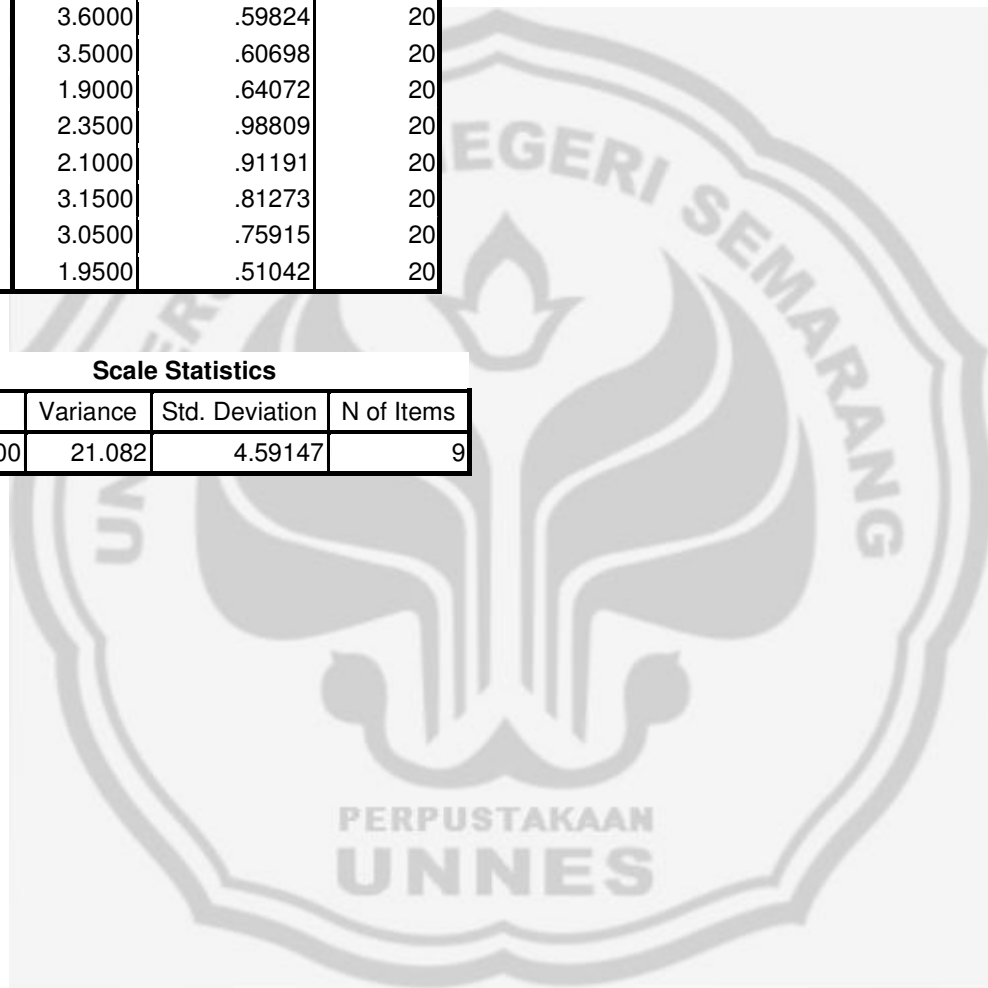 3.6000 .59824 20
3.5000 .60698 20
1.9000 .64072 20
2.3500 .98809 20
2.1000 .91191 20
3.1500 .81273 20
3.0500 .75915 20
1.9500 .51042 20
Scale Statistics
Variance Std. Deviation N of Items
00 21.082 4.59147 9
NEGERI SEMARANG
PERPUSTAKAAN
UNNES